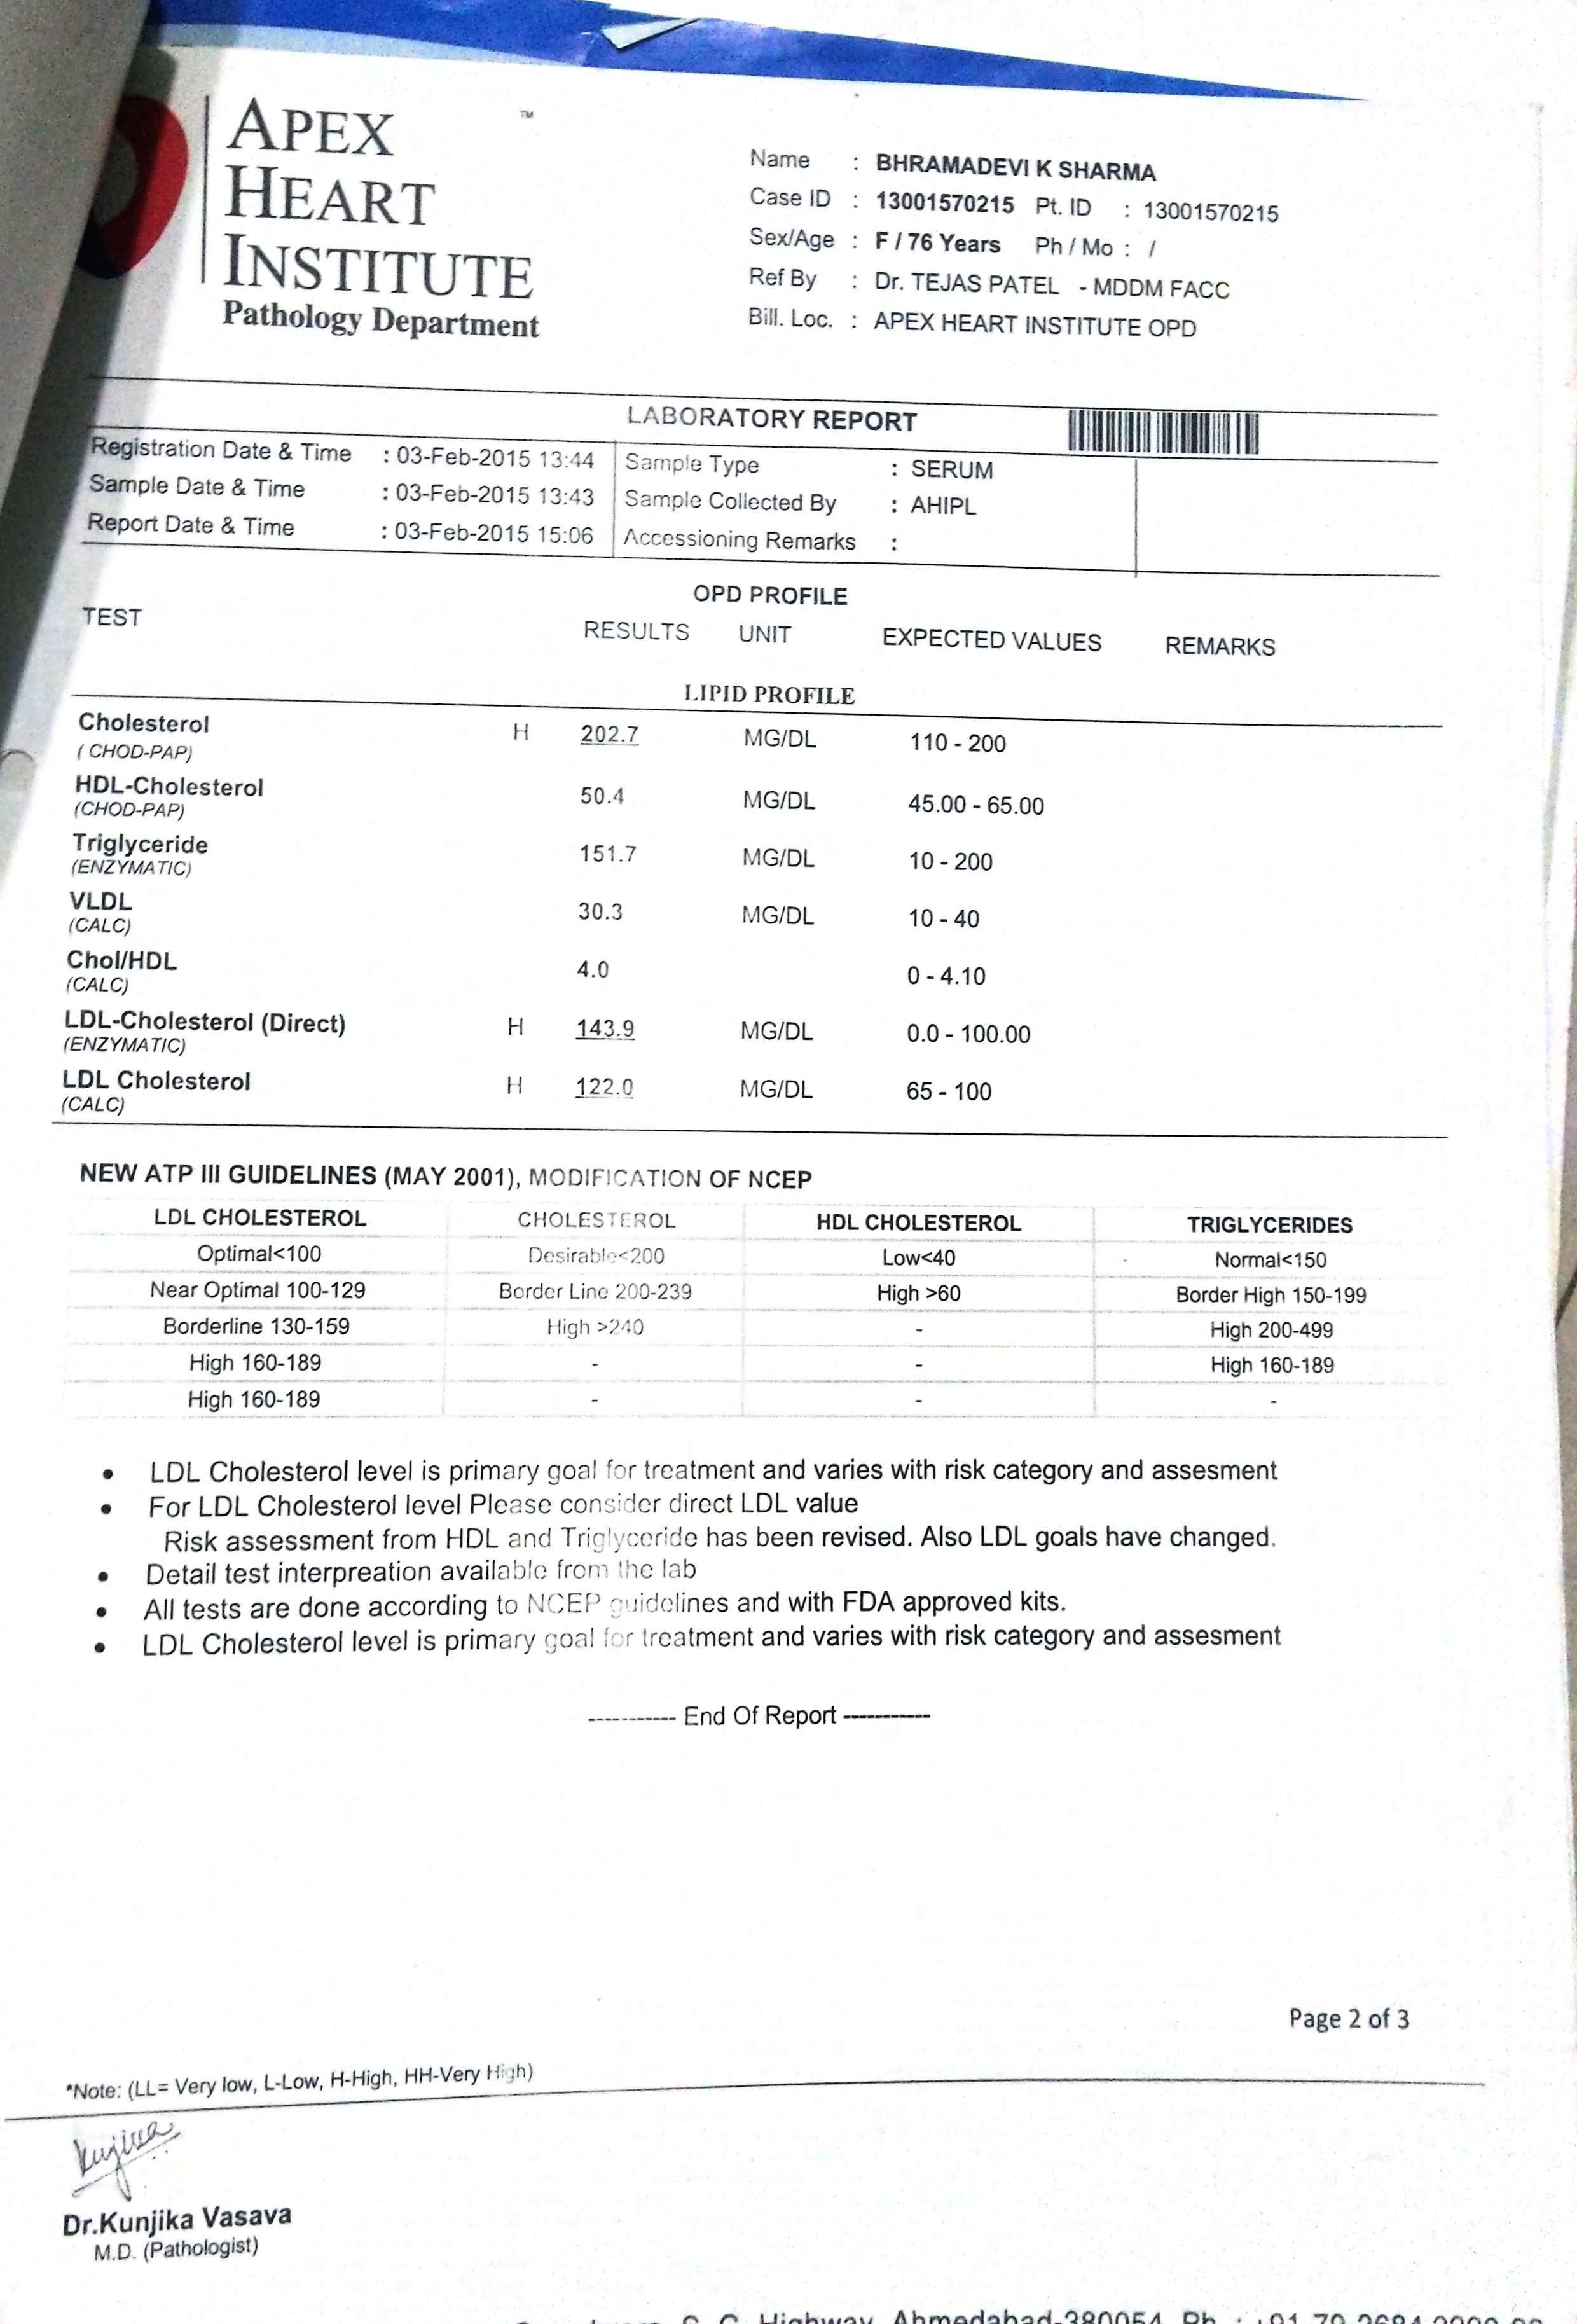 APEX ™
HEART
INSTITUTE
Pathology Department
Name : BHRAMADEVI K SHARMA
Case ID : 13001570215 Pt. ID : 13001570215
Sex/Age : F / 76 Years Ph / Mo : /
Ref By : Dr. TEJAS PATEL - MDDM FACC
Bill. Loc. : APEX HEART INSTITUTE OPD
LABORATORY REPORT
Registration Date & Time : 03-Feb-2015 13:44 Sample Type : SERUM
Sample Date & Time : 03-Feb-2015 13:43 Sample Collected By : AHIPL
Report Date & Time : 03-Feb-2015 15:06 Accessioning Remarks :
OPD PROFILE
TEST RESULTS UNIT EXPECTED VALUES REMARKS
LIPID PROFILE
Cholesterol H 202.7 MG/DL 110 - 200
( CHOD-PAP)
HDL-Cholesterol 50.4 MG/DL 45.00 - 65.00
(CHOD-PAP)
Triglyceride 151.7 MG/DL 10 - 200
(ENZYMATIC)
VLDL 30.3 MG/DL 10 - 40
(CALC)
Chol/HDL 4.0 0 - 4.10
(CALC)
LDL-Cholesterol (Direct) H 143.9 MG/DL 0.0 - 100.00
(ENZYMATIC)
LDL Cholesterol H 122.0 MG/DL 65 - 100
(CALC)
NEW ATP III GUIDELINES (MAY 2001), MODIFICATION OF NCEP
LDL CHOLESTEROL CHOLESTEROL HDL CHOLESTEROL TRIGLYCERIDES
Optimal<100 Desirable<200 Low<40 Normal<150
Near Optimal 100-129 Border Line 200-239 High >60 Border High 150-199
Borderline 130-159 High >240 - High 200-499
High 160-189 - - High 160-189
High 160-189 - - -
• LDL Cholesterol level is primary goal for treatment and varies with risk category and assesment
• For LDL Cholesterol level Please consider direct LDL value
Risk assessment from HDL and Triglyceride has been revised. Also LDL goals have changed.
• Detail test interpreation available from the lab
• All tests are done according to NCEP guidelines and with FDA approved kits.
• LDL Cholesterol level is primary goal for treatment and varies with risk category and assesment
----------- End Of Report -----------
Page 2 of 3
*Note: (LL= Very low, L-Low, H-High, HH-Very High)
Dr.Kunjika Vasava
M.D. (Pathologist)
Highway, Ahmedabad-380054. Ph. : +91-79-2684